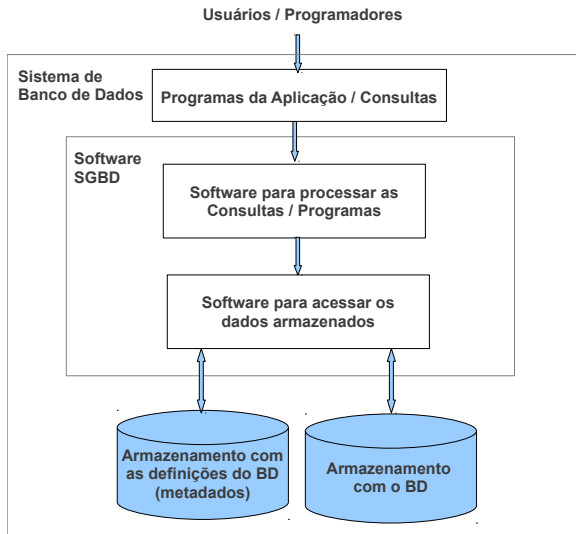 Usuários / Programadores
Sistema de
Banco de Dados
Programas da Aplicação / Consultas
Software
SGBD
Software para processar as
Consultas / Programas
Software para acessar os
dados armazenados
Armazenamento com
as definições do BD
(metadados)
Armazenamento
com o BD